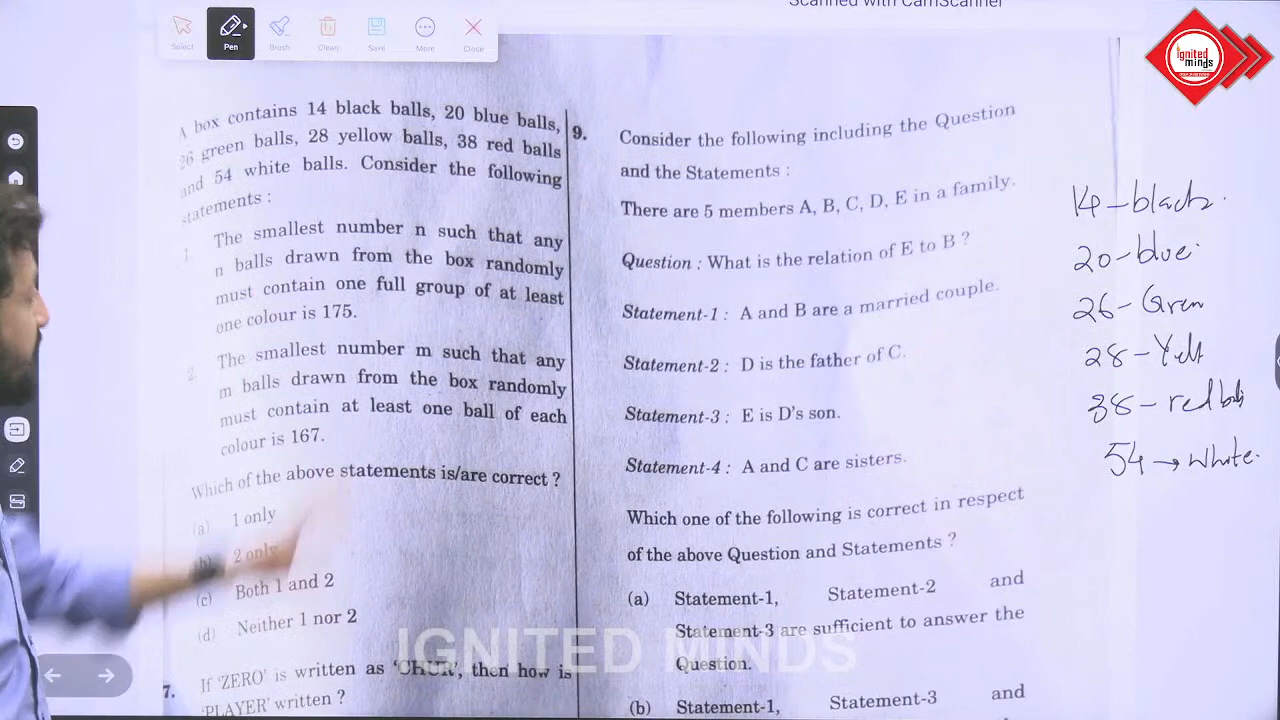 Scanned with CamScanner
Select Pen Brush Clean Save More Close
ignited
minds
A box contains 14 black balls, 20 blue balls,
26 green balls, 28 yellow balls, 38 red balls
and 54 white balls. Consider the following
statements :
1. The smallest number n such that any
n balls drawn from the box randomly
must contain one full group of at least
one colour is 175.
2. The smallest number m such that any
m balls drawn from the box randomly
must contain at least one ball of each
colour is 167.
Which of the above statements is/are correct ?
(a) 1 only
(b) 2 only
(c) Both 1 and 2
(d) Neither 1 nor 2
7. If 'ZERO' is written as 'CHUR', then how is
'PLAYER' written ?
9. Consider the following including the Question
and the Statements :
There are 5 members A, B, C, D, E in a family.
Question : What is the relation of E to B ?
Statement-1 : A and B are a married couple.
Statement-2 : D is the father of C.
Statement-3 : E is D's son.
Statement-4 : A and C are sisters.
Which one of the following is correct in respect
of the above Question and Statements ?
(a) Statement-1, Statement-2 and
Statement-3 are sufficient to answer the
Question.
(b) Statement-1, Statement-3 and
14 - black.
20 - blue.
26 - Green
28 -
38 - red balls
54 → white.
IGNITED MINDS